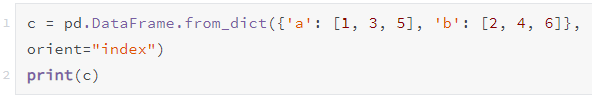 1 c = pd.DataFrame.from_dict({'a': [1, 3, 5], 'b': [2, 4, 6]},
orient="index")
2 print(c)